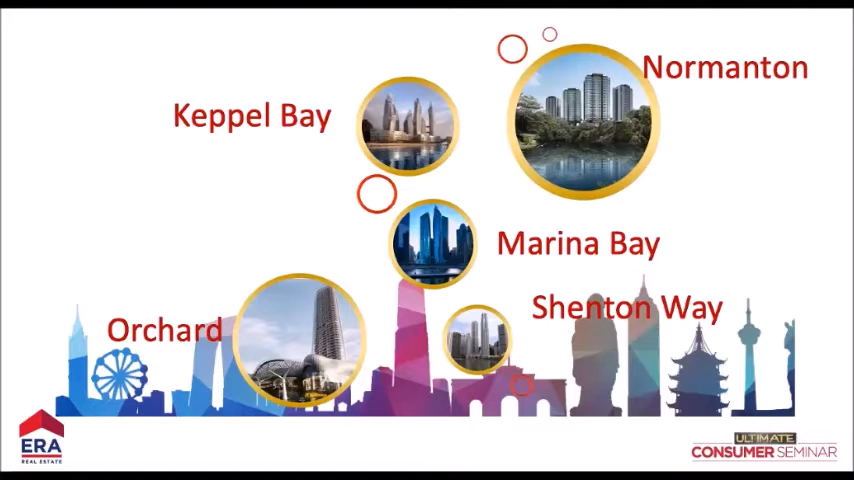 Normanton
Keppel Bay
Marina Bay
Shenton Way
Orchard
ERA
REAL ESTATE
ULTIMATE
CONSUMER SEMINAR